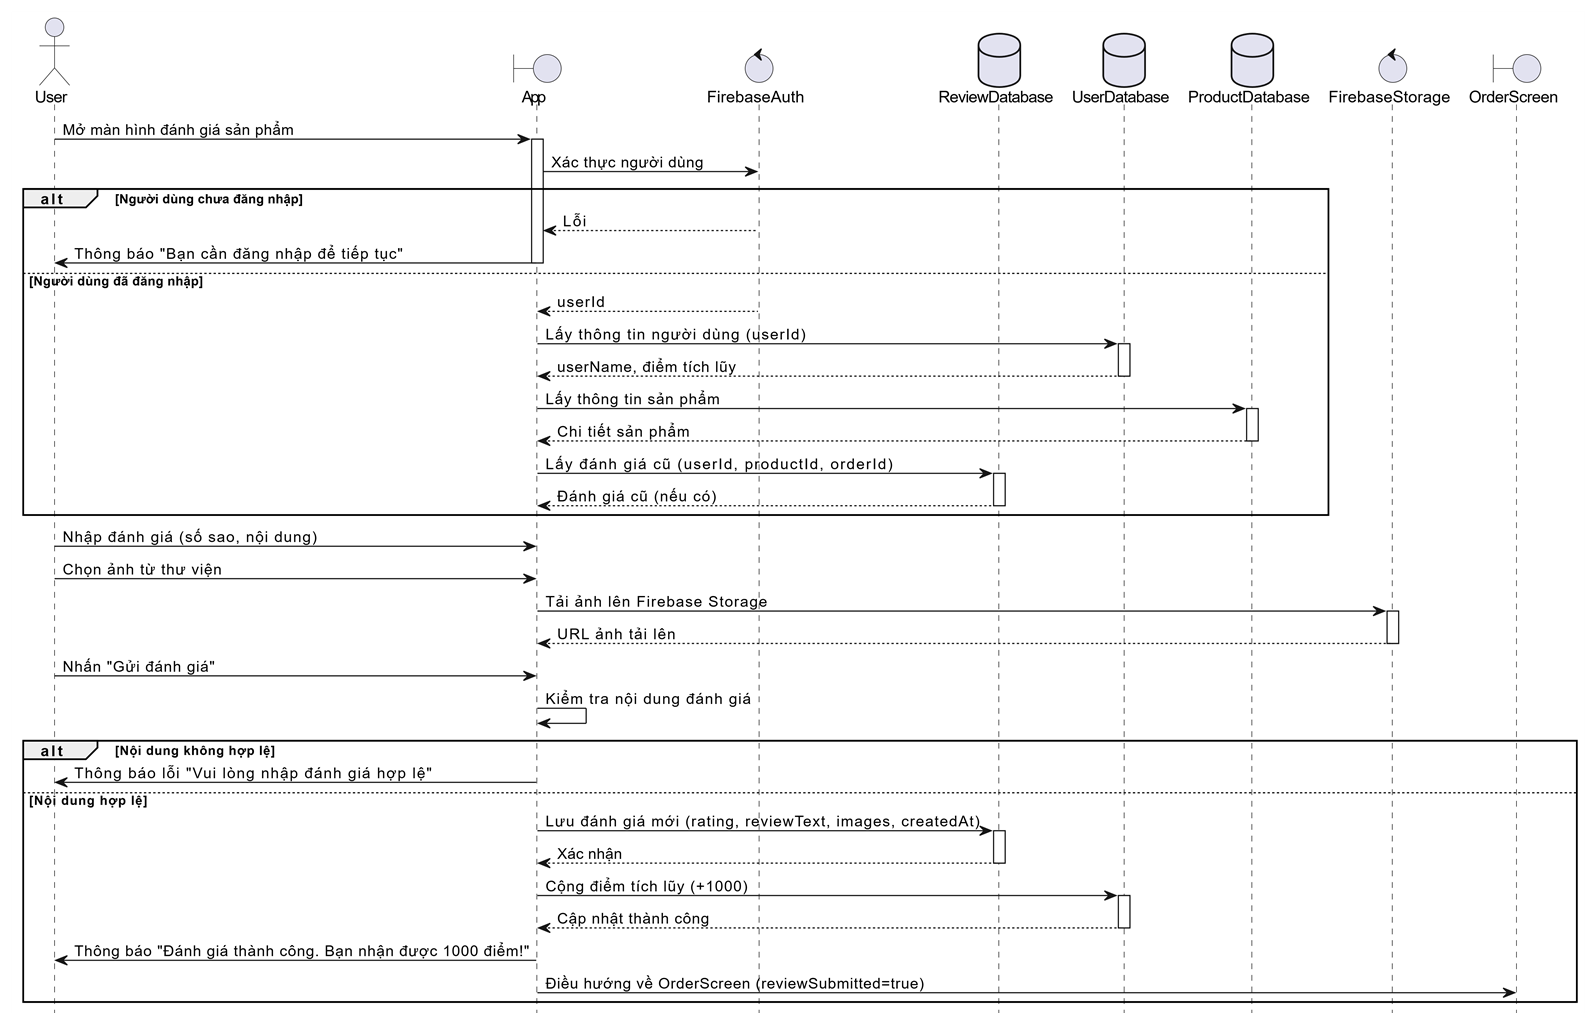 User
App
FirebaseAuth
ReviewDatabase
UserDatabase
ProductDatabase
FirebaseStorage
OrderScreen
Mở màn hình đánh giá sản phẩm
Xác thực người dùng
alt [Người dùng chưa đăng nhập]
Lỗi
Thông báo "Bạn cần đăng nhập để tiếp tục"
[Người dùng đã đăng nhập]
userId
Lấy thông tin người dùng (userId)
userName, điểm tích lũy
Lấy thông tin sản phẩm
Chi tiết sản phẩm
Lấy đánh giá cũ (userId, productId, orderId)
Đánh giá cũ (nếu có)
Nhập đánh giá (số sao, nội dung)
Chọn ảnh từ thư viện
Tải ảnh lên Firebase Storage
URL ảnh tải lên
Nhấn "Gửi đánh giá"
Kiểm tra nội dung đánh giá
alt [Nội dung không hợp lệ]
Thông báo lỗi "Vui lòng nhập đánh giá hợp lệ"
[Nội dung hợp lệ]
Lưu đánh giá mới (rating, reviewText, images, createdAt)
Xác nhận
Cộng điểm tích lũy (+1000)
Cập nhật thành công
Thông báo "Đánh giá thành công. Bạn nhận được 1000 điểm!"
Điều hướng về OrderScreen (reviewSubmitted=true)